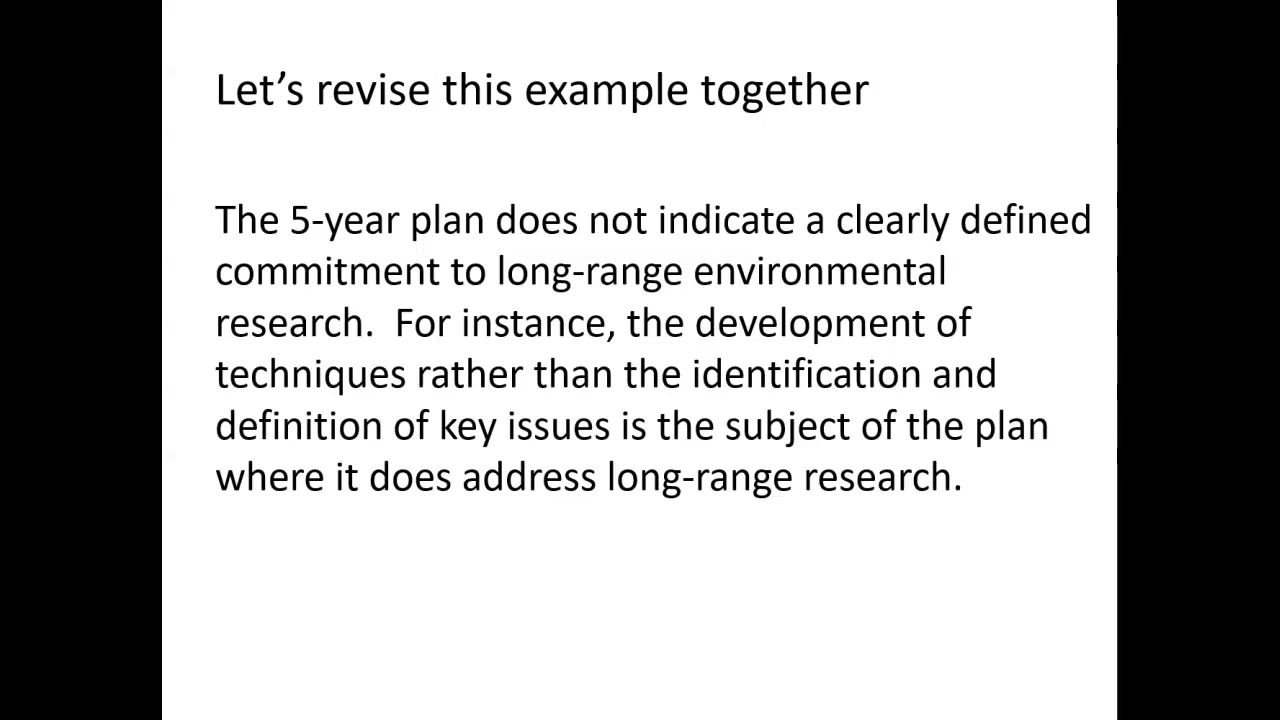 Let’s revise this example together
The 5-year plan does not indicate a clearly defined
commitment to long-range environmental
research.  For instance, the development of
techniques rather than the identification and
definition of key issues is the subject of the plan
where it does address long-range research.